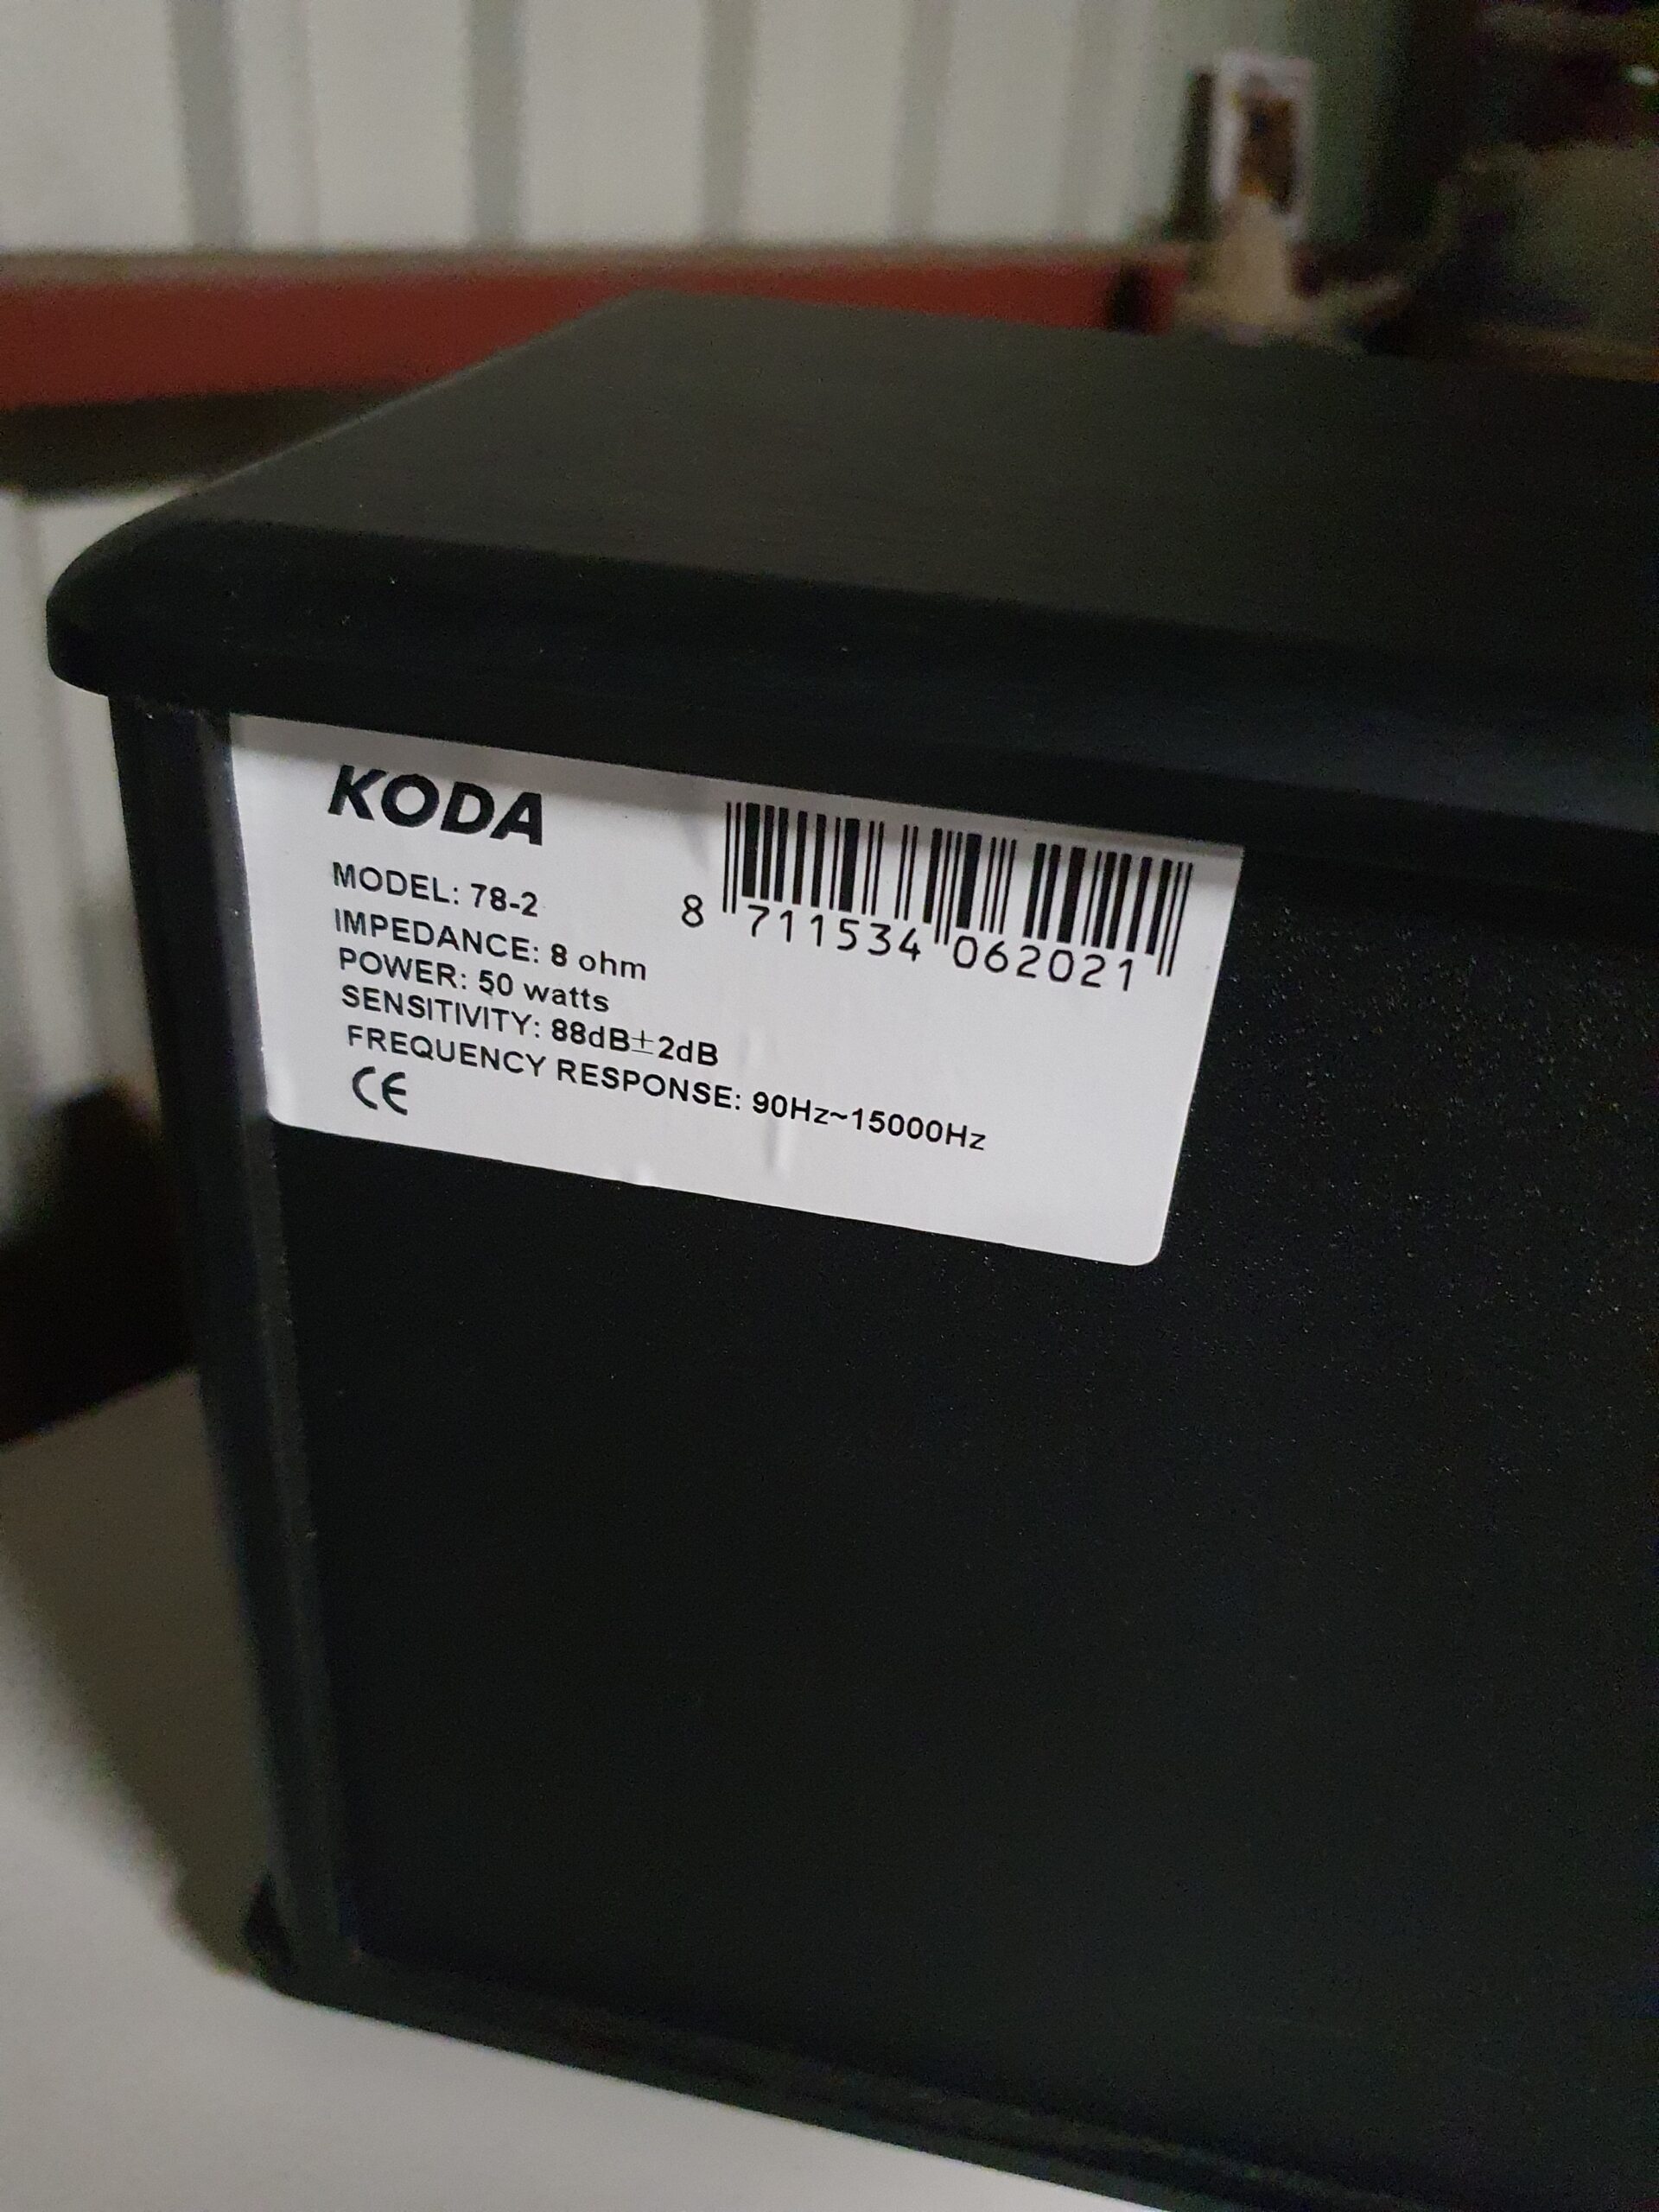 KODA
MODEL: 78-2
IMPEDANCE: 8 ohm
POWER: 50 watts
SENSITIVITY: 88dB±2dB
FREQUENCY RESPONSE: 90Hz~15000Hz
CE
8 711534 062021